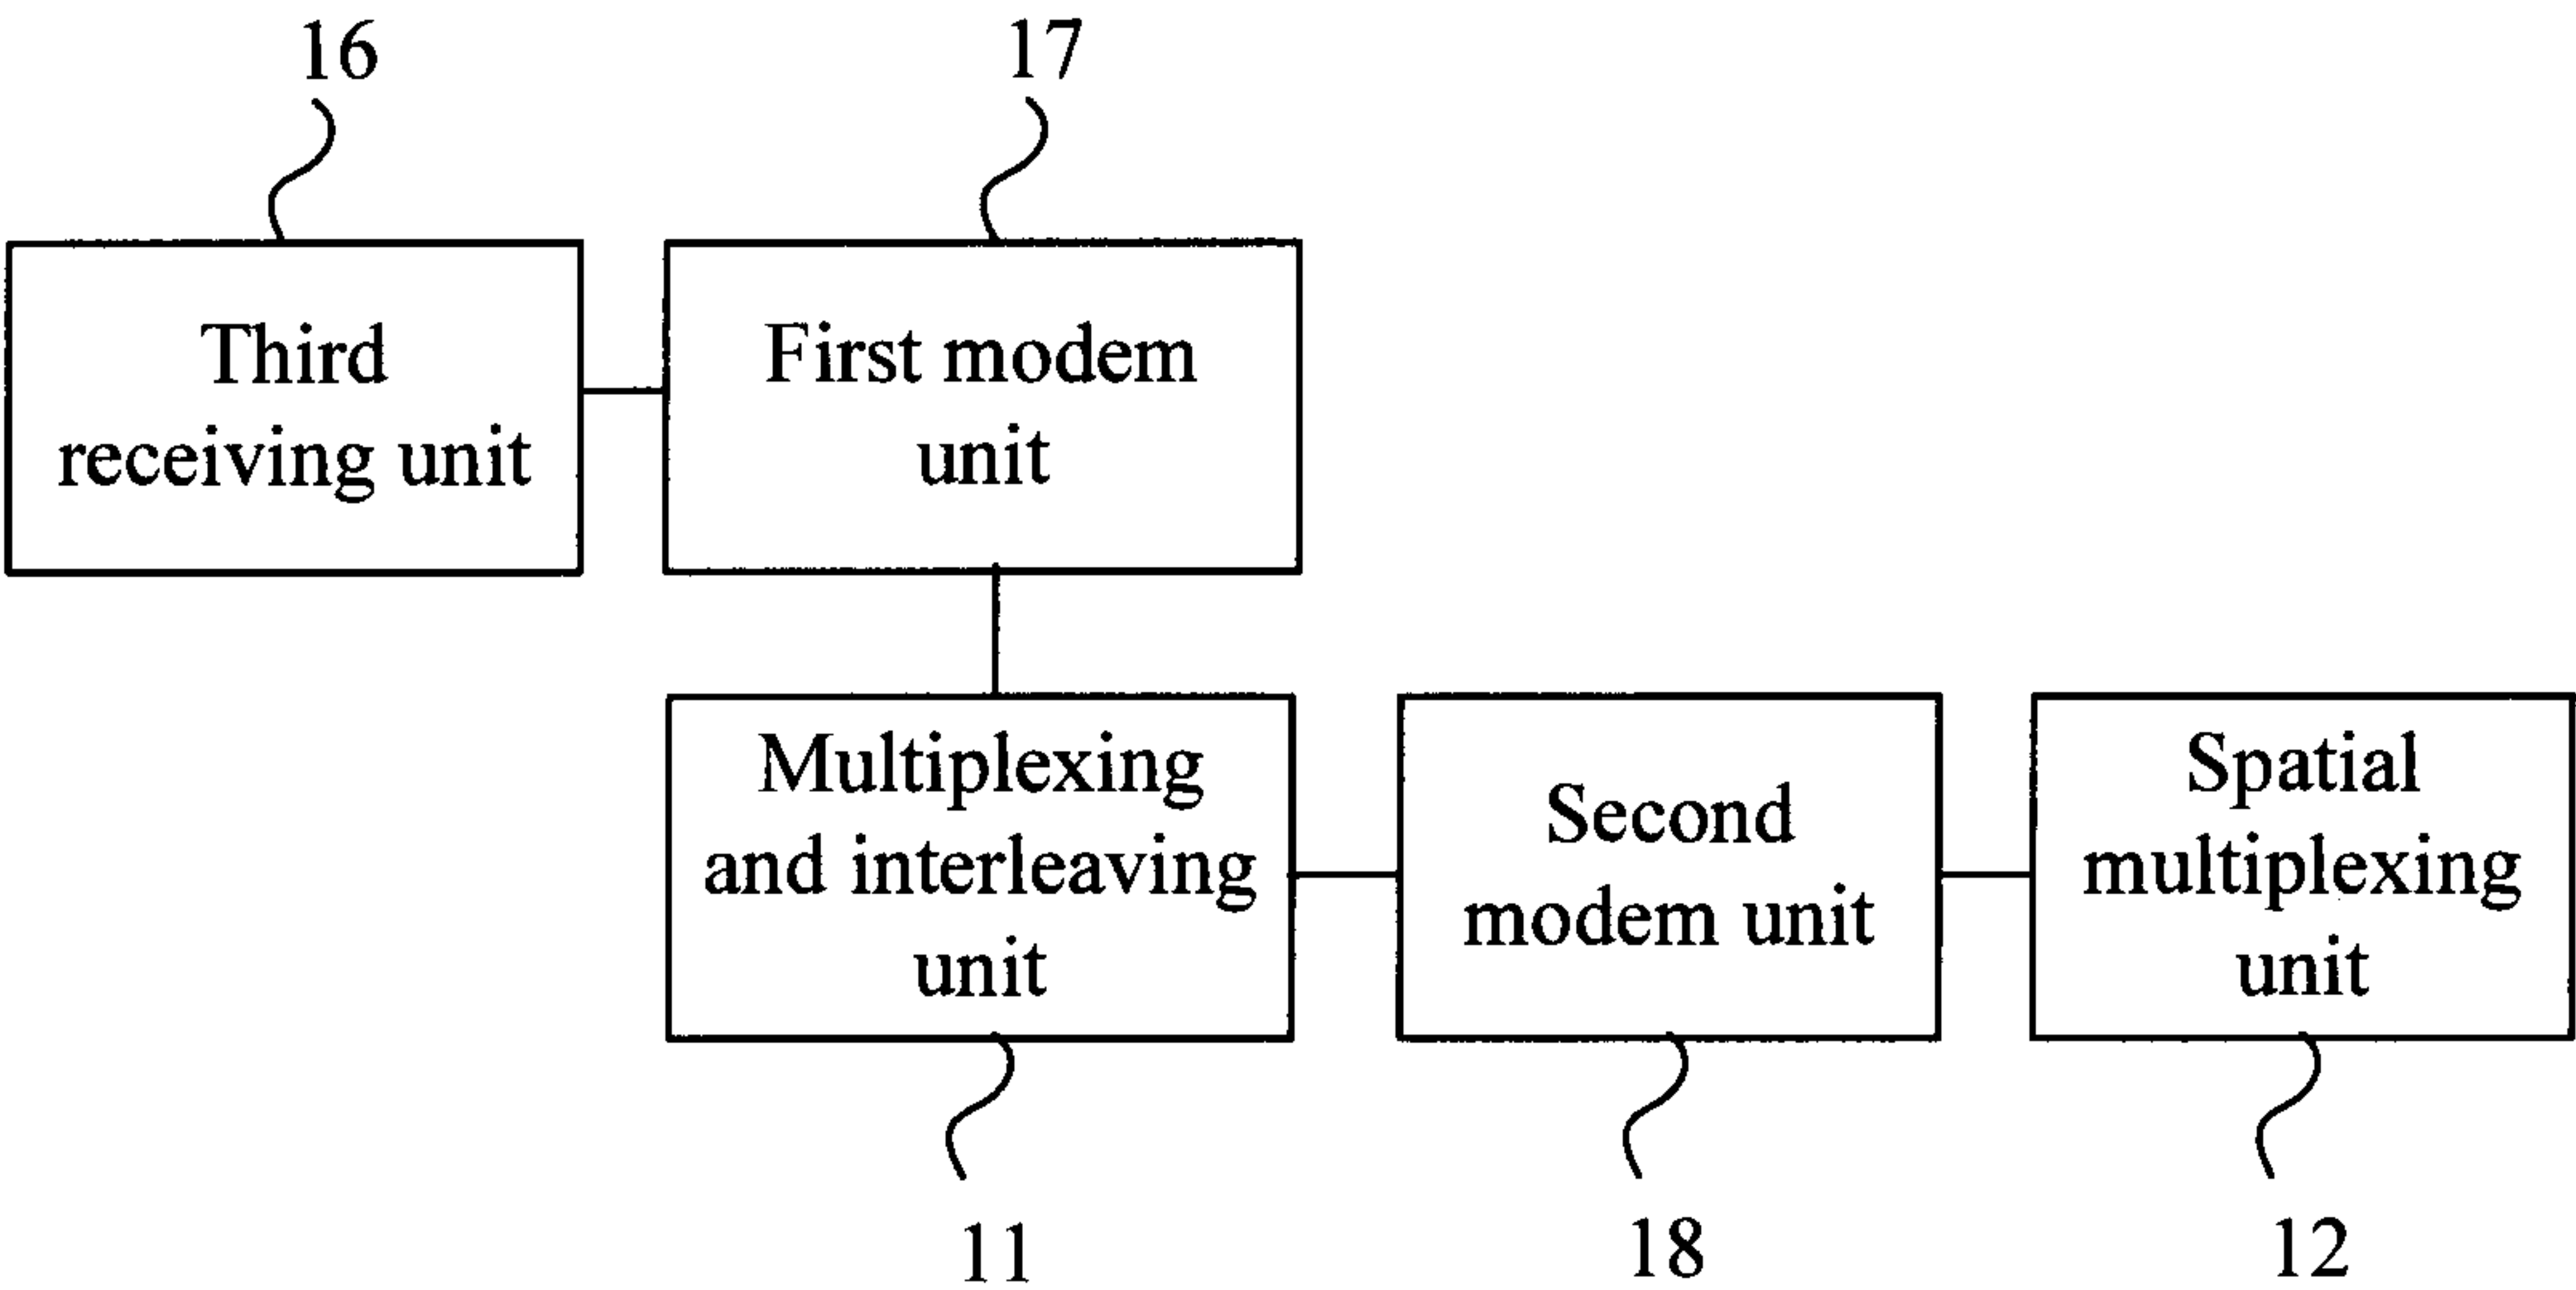 16
17
Third
receiving unit
First modem
unit
Multiplexing
and interleaving
unit
Second
modem unit
Spatial
multiplexing
unit
11
18
12